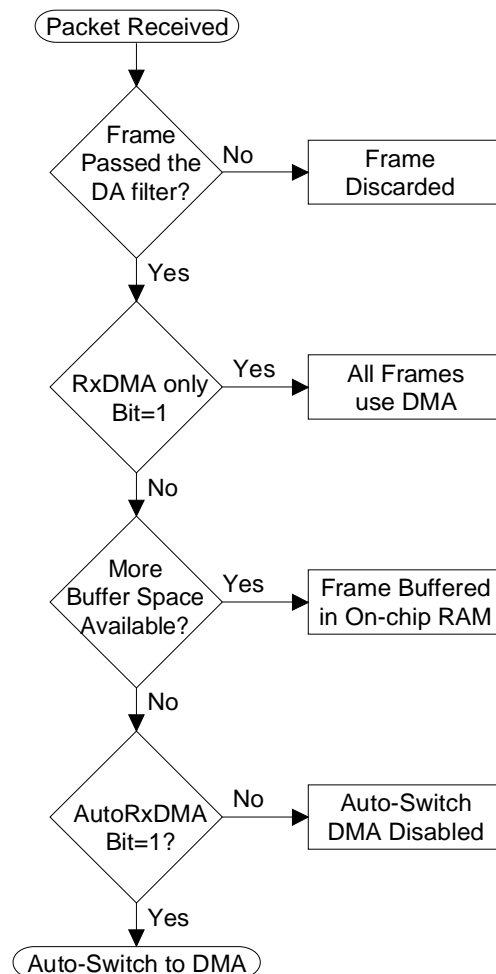 Packet Received
Frame
Passed the
DA filter?
No
Frame
Discarded
Yes
RxDMA only
Bit=1
Yes
All Frames
use DMA
No
More
Buffer Space
Available?
Yes
Frame Buffered
in On-chip RAM
No
AutoRxDMA
Bit=1?
No
Auto-Switch
DMA Disabled
Yes
Auto-Switch to DMA